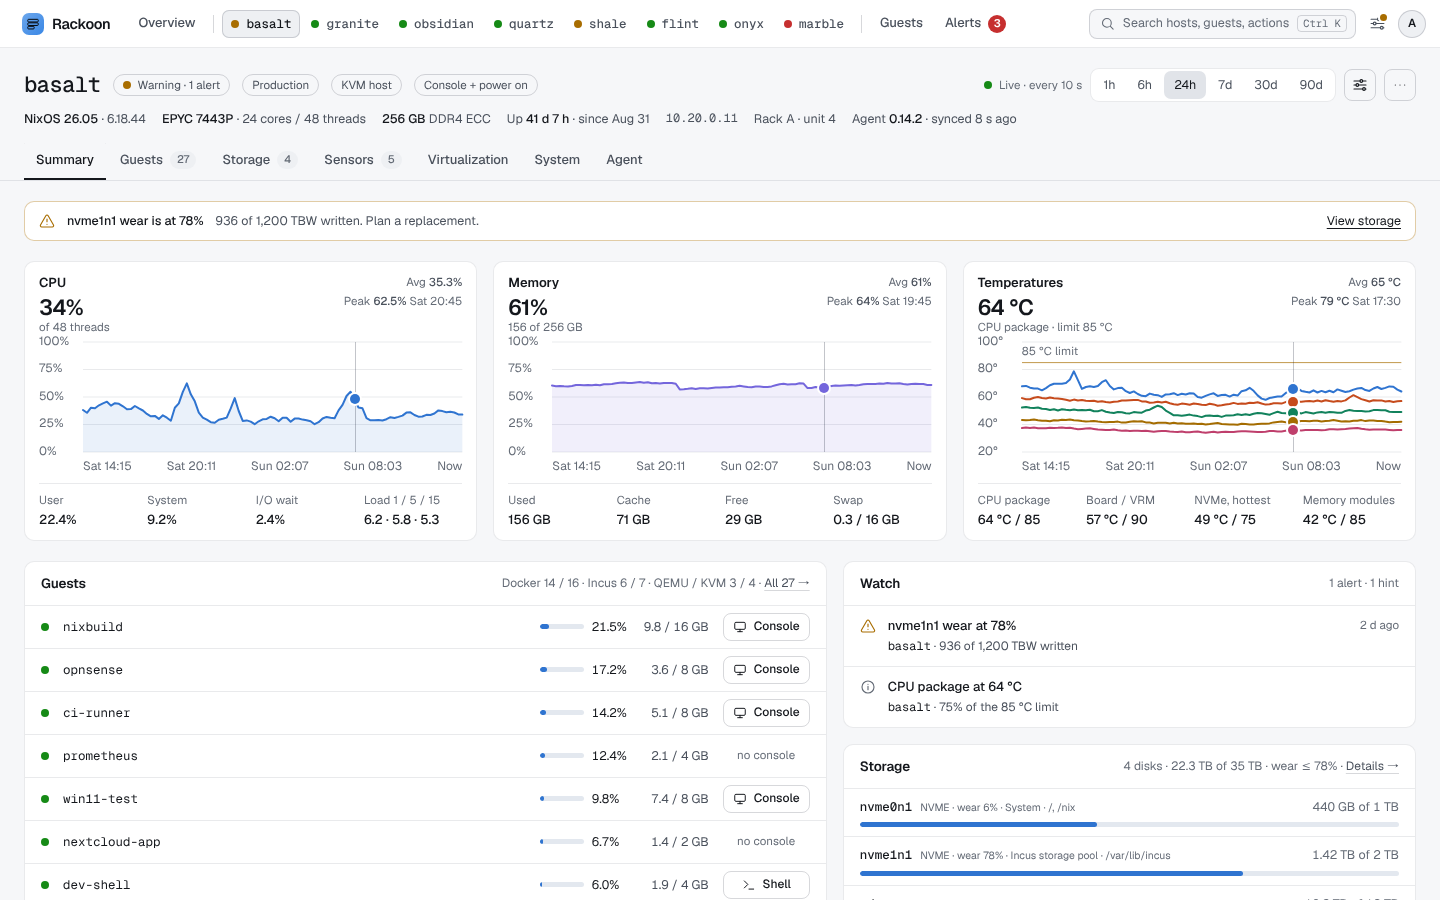 Rackoon Overview basalt granite obsidian quartz shale flint onyx marble Guests Alerts 3 Search hosts, guests, actions Ctrl K A
basalt Warning · 1 alert Production KVM host Console + power on Live · every 10 s 1h 6h 24h 7d 30d 90d ···
NixOS 26.05 · 6.18.44 EPYC 7443P · 24 cores / 48 threads 256 GB DDR4 ECC Up 41 d 7 h · since Aug 31 10.20.0.11 Rack A · unit 4 Agent 0.14.2 · synced 8 s ago
Summary Guests 27 Storage 4 Sensors 5 Virtualization System Agent
nvme1n1 wear is at 78% 936 of 1,200 TBW written. Plan a replacement. View storage
CPU Avg 35.3%
34% Peak 62.5% Sat 20:45
of 48 threads
100%
75%
50%
25%
0%
Sat 14:15 Sat 20:11 Sun 02:07 Sun 08:03 Now
User System I/O wait Load 1 / 5 / 15
22.4% 9.2% 2.4% 6.2 · 5.8 · 5.3
Memory Avg 61%
61% Peak 64% Sat 19:45
156 of 256 GB
100%
75%
50%
25%
0%
Sat 14:15 Sat 20:11 Sun 02:07 Sun 08:03 Now
Used Cache Free Swap
156 GB 71 GB 29 GB 0.3 / 16 GB
Temperatures Avg 65 °C
64 °C Peak 79 °C Sat 17:30
CPU package · limit 85 °C
100°
85 °C limit
80°
60°
40°
20°
Sat 14:15 Sat 20:11 Sun 02:07 Sun 08:03 Now
CPU package Board / VRM NVMe, hottest Memory modules
64 °C / 85 57 °C / 90 49 °C / 75 42 °C / 85
Guests Docker 14 / 16 · Incus 6 / 7 · QEMU / KVM 3 / 4 · All 27 →
nixbuild 21.5% 9.8 / 16 GB Console
opnsense 17.2% 3.6 / 8 GB Console
ci-runner 14.2% 5.1 / 8 GB Console
prometheus 12.4% 2.1 / 4 GB no console
win11-test 9.8% 7.4 / 8 GB Console
nextcloud-app 6.7% 1.4 / 2 GB no console
dev-shell 6.0% 1.9 / 4 GB Shell
Watch 1 alert · 1 hint
nvme1n1 wear at 78% 2 d ago
basalt · 936 of 1,200 TBW written
CPU package at 64 °C
basalt · 75% of the 85 °C limit
Storage 4 disks · 22.3 TB of 35 TB · wear ≤ 78% · Details →
nvme0n1 NVME · wear 6% · System · /, /nix 440 GB of 1 TB
nvme1n1 NVME · wear 78% · Incus storage pool · /var/lib/incus 1.42 TB of 2 TB